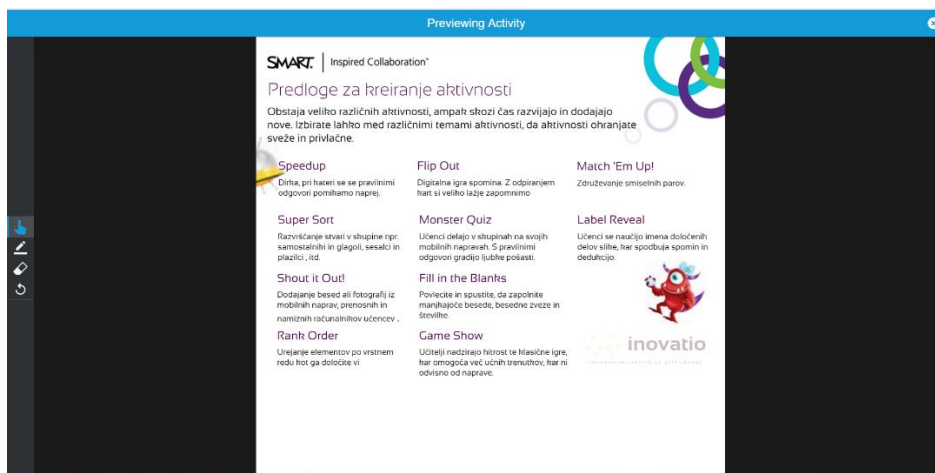 Previewing Activity
SMART. Inspired Collaboration™
Predloge za kreiranje aktivnosti
Obstaja veliko različnih aktivnosti, ampak skozi čas razvijajo in dodajajo
nove. Izbirate lahko med različnimi temami aktivnosti, da aktivnosti ohranjate
sveže in privlačne.
Speedup
Dirka, pri kateri se se pravilnimi
odgovori pomikamo naprej.
Flip Out
Digitalna igra spomina. Z odpiranjem
kart si veliko lažje zapomnimo
Match 'Em Up!
Združevanje smiselnih parov.
Super Sort
Razvrščanje stvari v skupine npr.
samostalniki in glagoli, sesalci in
plazilci , itd.
Monster Quiz
Učenci delajo v skupinah na svojih
mobilnih napravah. S pravilnimi
odgovori gradijo ljubke pošasti.
Label Reveal
Učenci se naučijo imena določenih
delov slike, kar spodbuja spomin in
dedukcijo.
Shout it Out!
Dodajanje besed ali fotografij iz
mobilnih naprav, prenosnih in
namiznih računalnikov učencev .
Fill in the Blanks
Povlecite in spustite, da zapolnite
manjkajoče besede, besedne zveze in
številke.
Rank Order
Urejanje elementov po vrstnem
redu kot ga določite vi
Game Show
Učitelji nadzirajo hitrost te klasične igre,
kar omogoča več učnih trenutkov, kar ni
odvisno od naprave.
inovatio